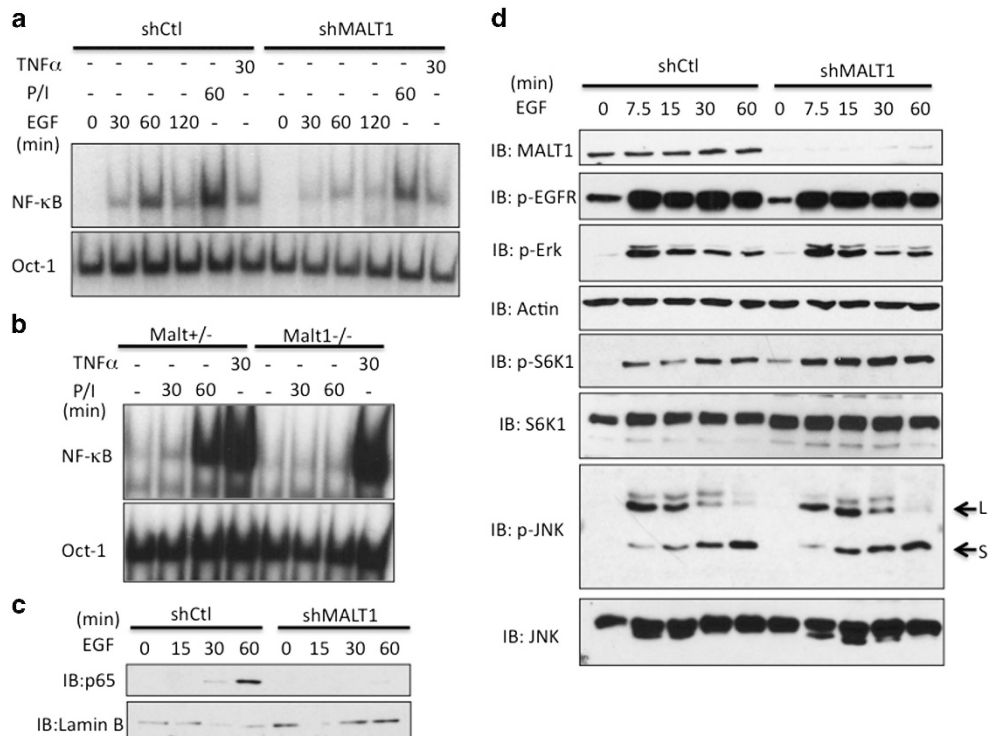 a
shCtl shMALT1
TNFα - - - - - 30 - - - - - 30
P/I - - - - 60 - - - - - 60 -
EGF 0 30 60 120 - - 0 30 60 120 - -
(min)
NF-κB
Oct-1
b
Malt+/- Malt1-/-
TNFα - - - 30 - - - 30
P/I - 30 60 - - 30 60 -
(min)
NF-κB
Oct-1
c
(min) shCtl shMALT1
EGF 0 15 30 60 0 15 30 60
IB:p65
IB:Lamin B
d
(min) shCtl shMALT1
EGF 0 7.5 15 30 60 0 7.5 15 30 60
IB: MALT1
IB: p-EGFR
IB: p-Erk
IB: Actin
IB: p-S6K1
IB: S6K1
IB: p-JNK
L
S
IB: JNK